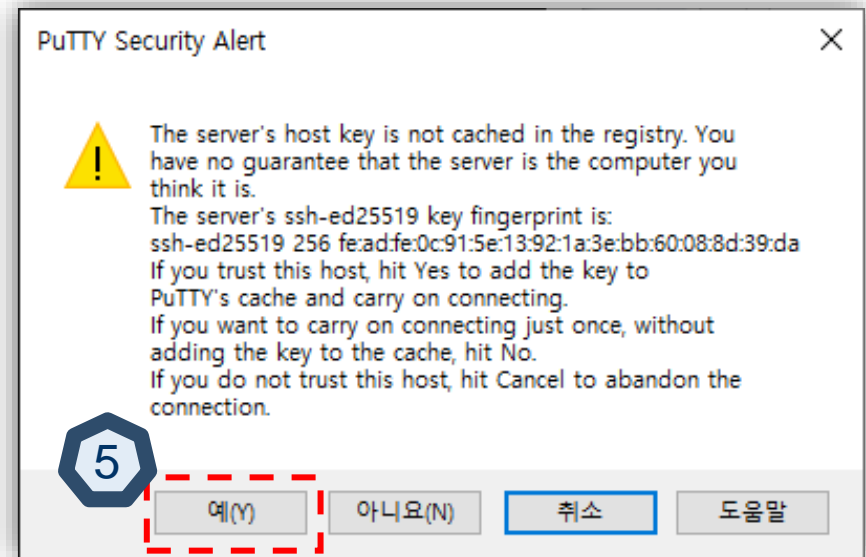 PuTTY Security Alert
The server's host key is not cached in the registry. You
have no guarantee that the server is the computer you
think it is.
The server's ssh-ed25519 key fingerprint is:
ssh-ed25519 256 fe:ad:fe:0c:91:5e:13:92:1a:3e:bb:60:08:8d:39:da
If you trust this host, hit Yes to add the key to
PuTTY's cache and carry on connecting.
If you want to carry on connecting just once, without
adding the key to the cache, hit No.
If you do not trust this host, hit Cancel to abandon the
connection.
5
예(Y) 아니요(N) 취소 도움말